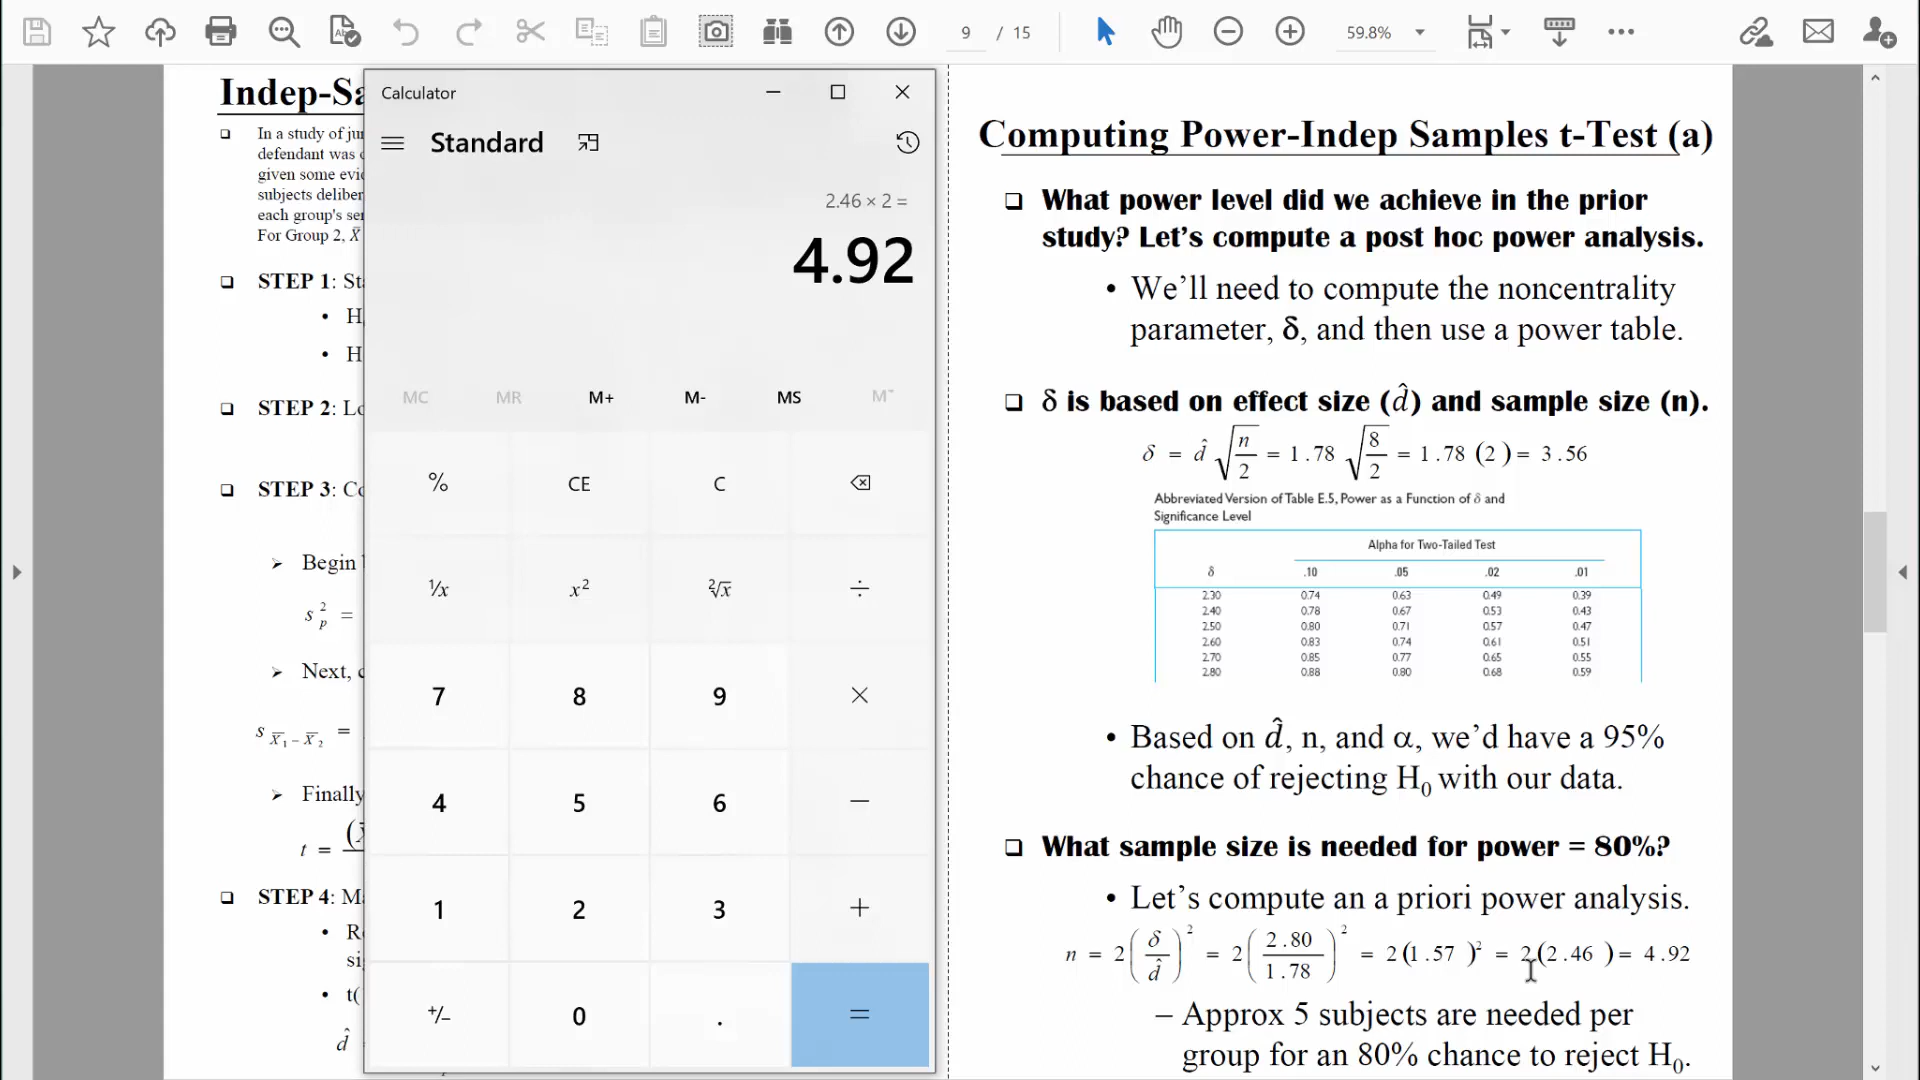 9 / 15
59.8%
Indep-Sa
In a study of jur
defendant was
given some evi
subjects deliber
each group's se
For Group 2, X̅
STEP 1: St
• H
• H
STEP 2: Lo
STEP 3: Co
Begin
s²ₚ =
Next, c
s X̅₁ − X̅₂ =
Finally
t = (X̅
STEP 4: Ma
• Re
si
• t(
d̂
Calculator
Standard
2.46 × 2 =
4.92
MC MR M+ M- MS M˅
% CE C
⅟x x² ²√x ÷
7 8 9 ×
4 5 6 −
1 2 3 +
+/− 0 . =
Computing Power-Indep Samples t-Test (a)
What power level did we achieve in the prior
study? Let's compute a post hoc power analysis.
• We'll need to compute the noncentrality
parameter, δ, and then use a power table.
δ is based on effect size (d̂) and sample size (n).
δ = d̂ √(n/2) = 1.78 √(8/2) = 1.78 (2) = 3.56
Abbreviated Version of Table E.5, Power as a Function of δ and
Significance Level
Alpha for Two-Tailed Test
δ .10 .05 .02 .01
2.30 0.74 0.63 0.49 0.39
2.40 0.78 0.67 0.53 0.43
2.50 0.80 0.71 0.57 0.47
2.60 0.83 0.74 0.61 0.51
2.70 0.85 0.77 0.65 0.55
2.80 0.88 0.80 0.68 0.59
• Based on d̂, n, and α, we'd have a 95%
chance of rejecting H₀ with our data.
What sample size is needed for power = 80%?
• Let's compute an a priori power analysis.
n = 2(δ/d̂)² = 2(2.80/1.78)² = 2(1.57)² = 2(2.46) = 4.92
– Approx 5 subjects are needed per
group for an 80% chance to reject H₀.